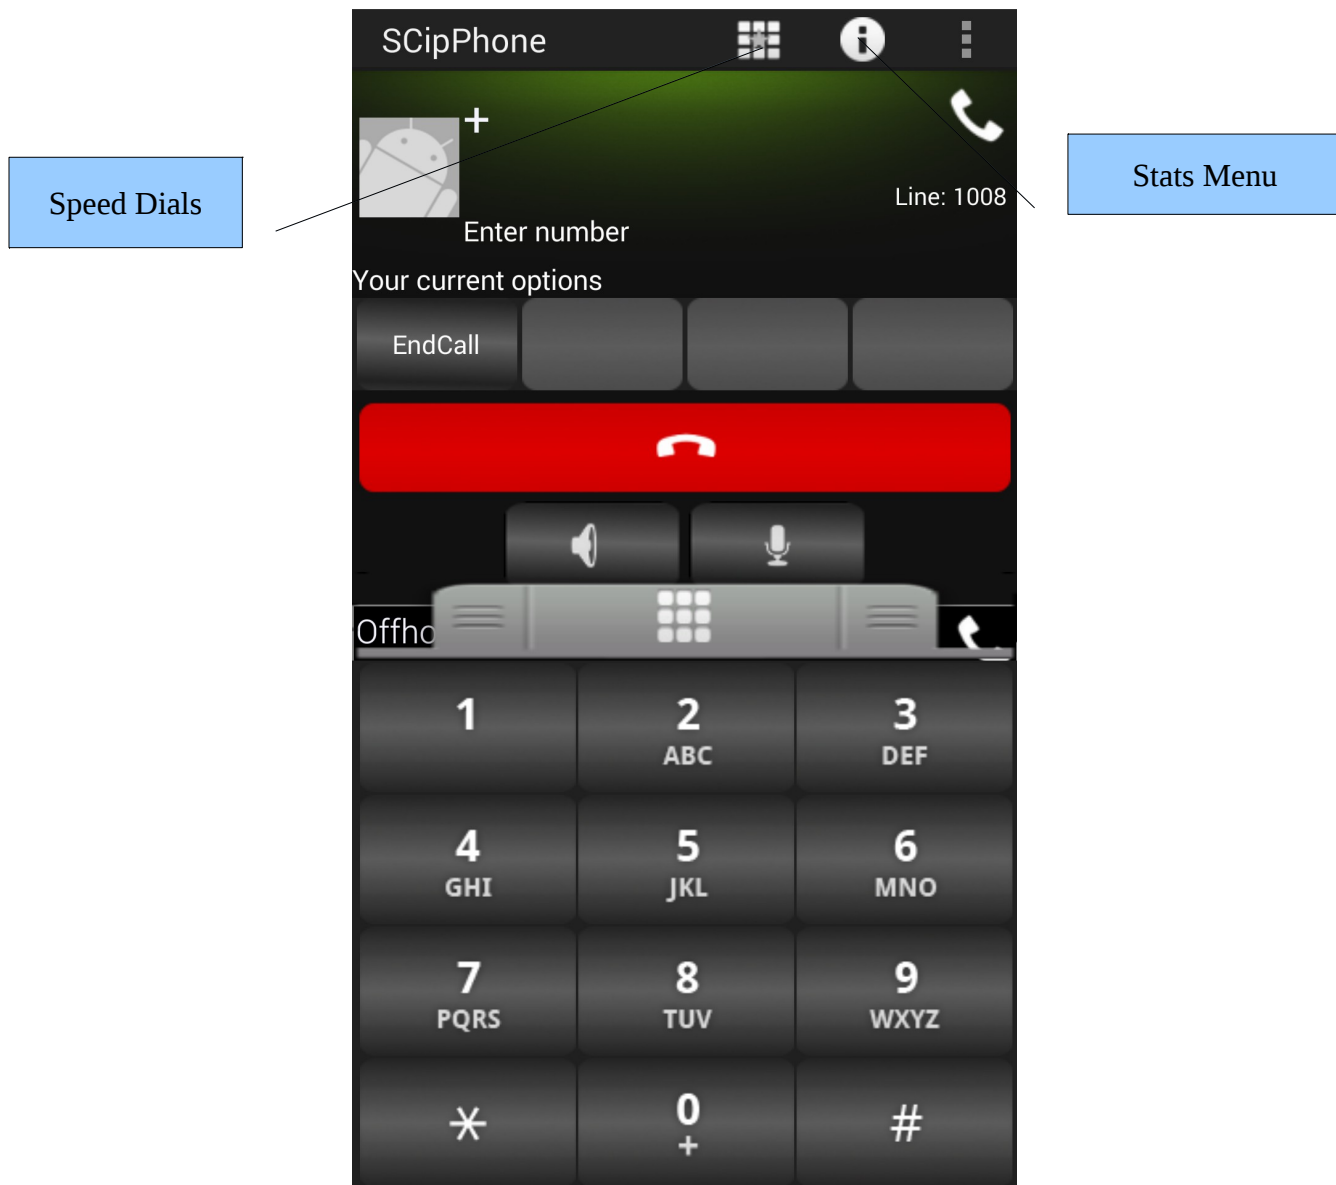 SCipPhone
Speed Dials
Stats Menu
Line: 1008
Enter number
Your current options
EndCall
Offho
1 2 3
ABC DEF
4 5 6
GHI JKL MNO
7 8 9
PQRS TUV WXYZ
* 0 #
+